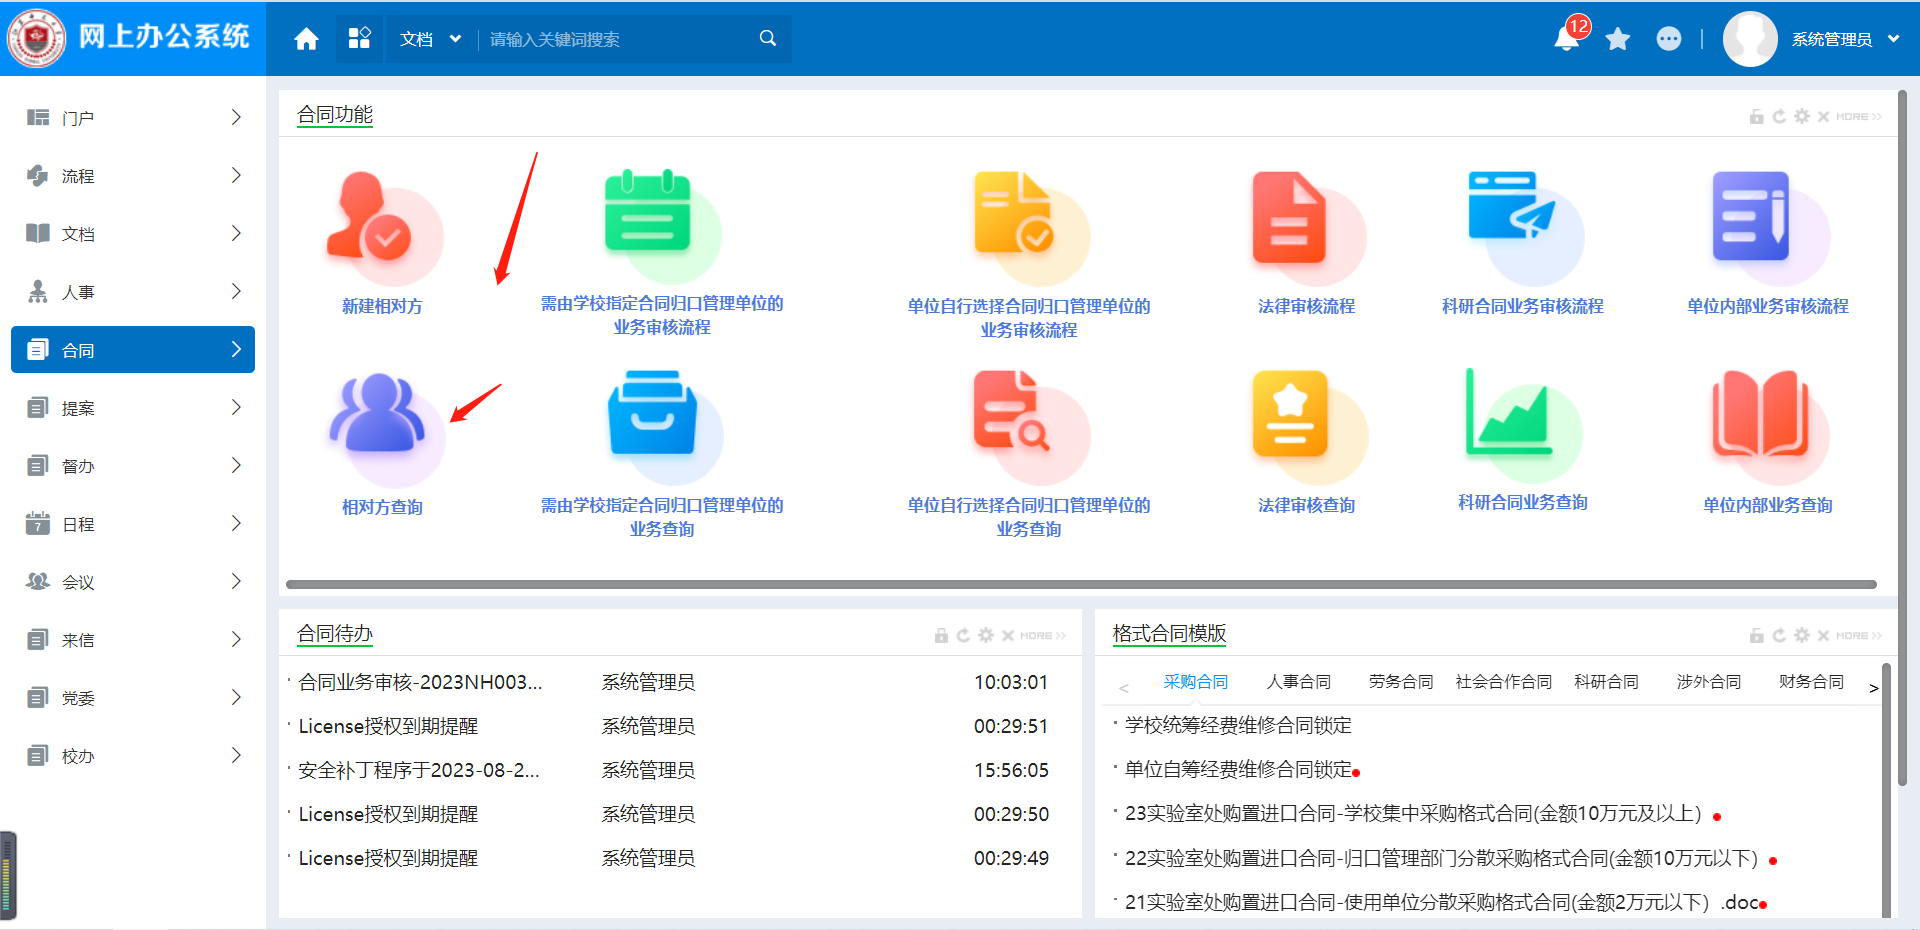 网上办公系统
文档
请输入关键词搜索
12
系统管理员
门户
流程
文档
人事
合同
提案
督办
7
日程
会议
来信
党委
校办
合同功能
MORE
新建相对方
需由学校指定合同归口管理单位的
业务审核流程
单位自行选择合同归口管理单位的
业务审核流程
法律审核流程
科研合同业务审核流程
单位内部业务审核流程
相对方查询
需由学校指定合同归口管理单位的
业务查询
单位自行选择合同归口管理单位的
业务查询
法律审核查询
科研合同业务查询
单位内部业务查询
合同待办
MORE
合同业务审核-2023NH003... 系统管理员 10:03:01
License授权到期提醒 系统管理员 00:29:51
安全补丁程序于2023-08-2... 系统管理员 15:56:05
License授权到期提醒 系统管理员 00:29:50
License授权到期提醒 系统管理员 00:29:49
格式合同模版
MORE
< 采购合同 人事合同 劳务合同 社会合作合同 科研合同 涉外合同 财务合同 >
学校统筹经费维修合同锁定
单位自筹经费维修合同锁定
23实验室处购置进口合同-学校集中采购格式合同(金额10万元及以上)
22实验室处购置进口合同-归口管理部门分散采购格式合同(金额10万元以下)
21实验室处购置进口合同-使用单位分散采购格式合同(金额2万元以下) .doc